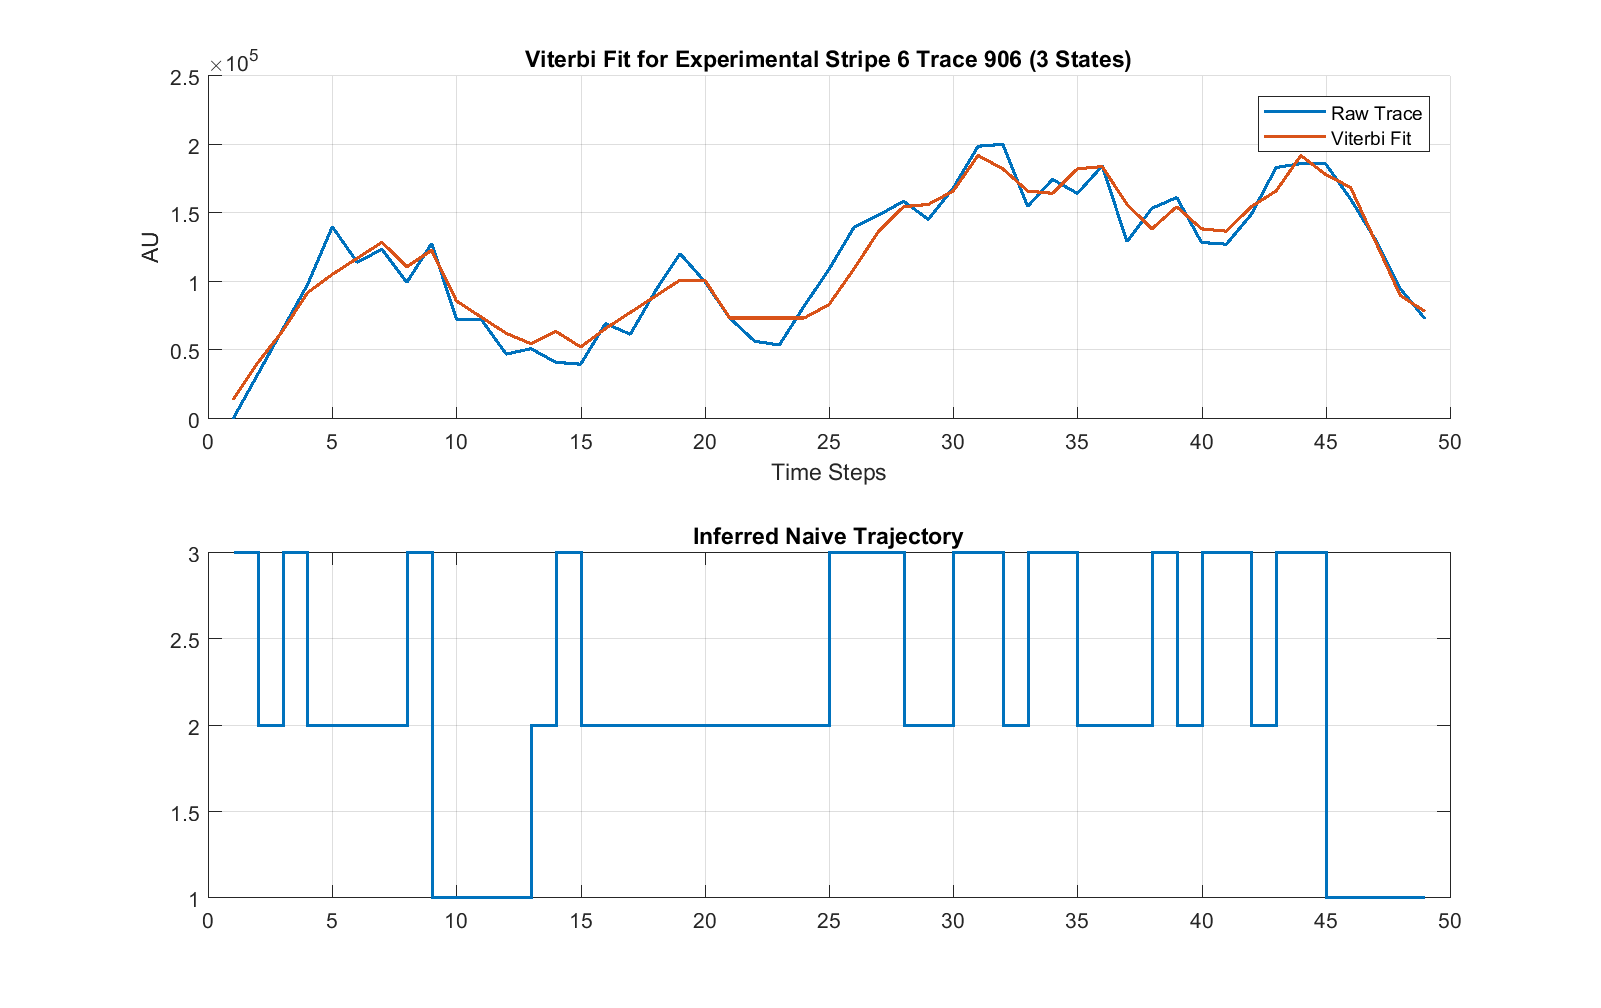 Viterbi Fit for Experimental Stripe 6 Trace 906 (3 States)
×10^5
2.5
2
1.5
1
0.5
0
AU
Raw Trace
Viterbi Fit
0 5 10 15 20 25 30 35 40 45 50
Time Steps
Inferred Naive Trajectory
3
2.5
2
1.5
1
0 5 10 15 20 25 30 35 40 45 50